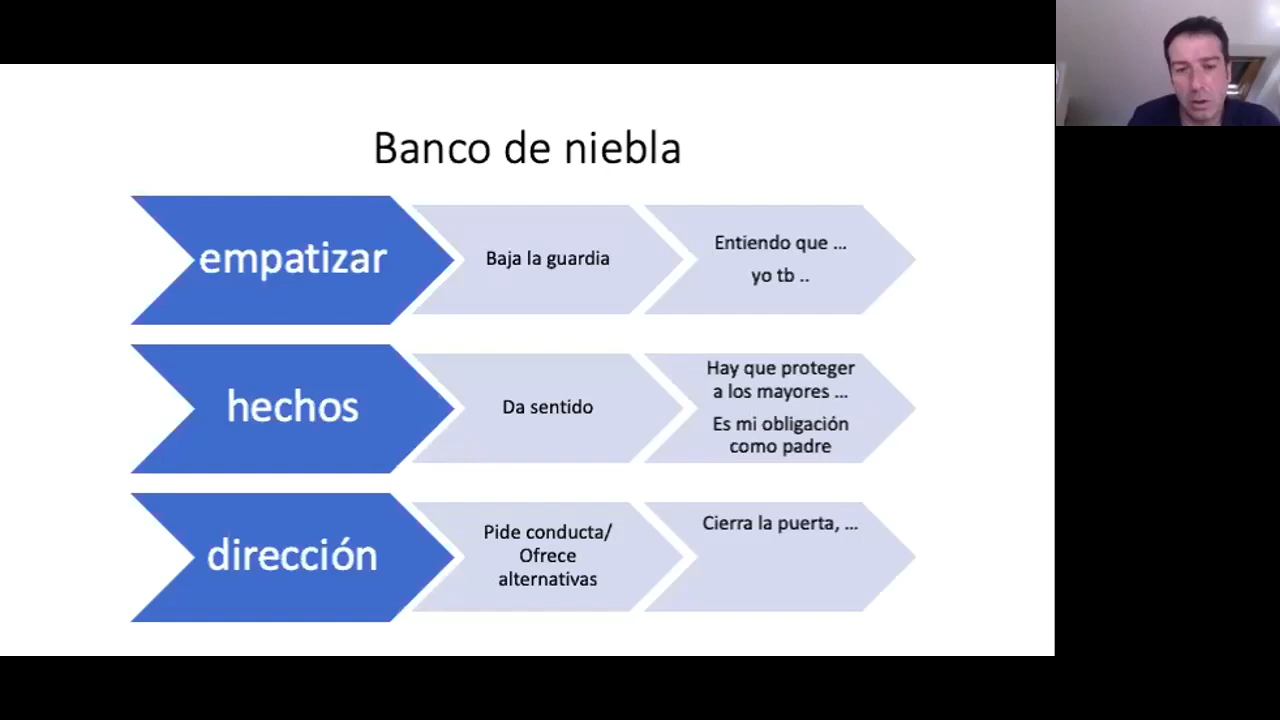 Banco de niebla
empatizar
Baja la guardia
Entiendo que ...
yo tb ..
hechos
Da sentido
Hay que proteger
a los mayores ...
Es mi obligación
como padre
dirección
Pide conducta/
Ofrece
alternativas
Cierra la puerta, ...